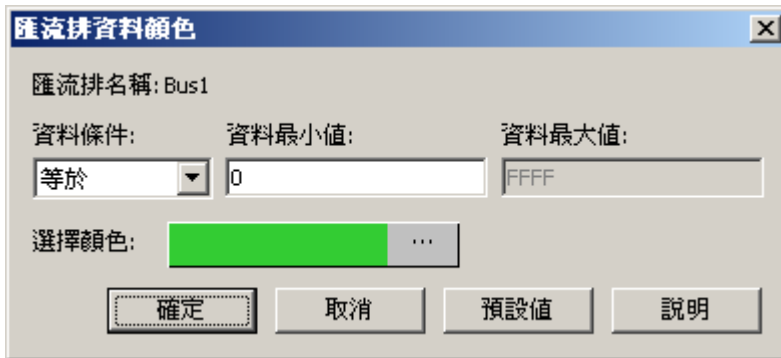 匯流排資料顏色
匯流排名稱: Bus1
資料條件: 資料最小值: 資料最大值:
等於 0 FFFF
選擇顏色: ...
確定 取消 預設值 說明